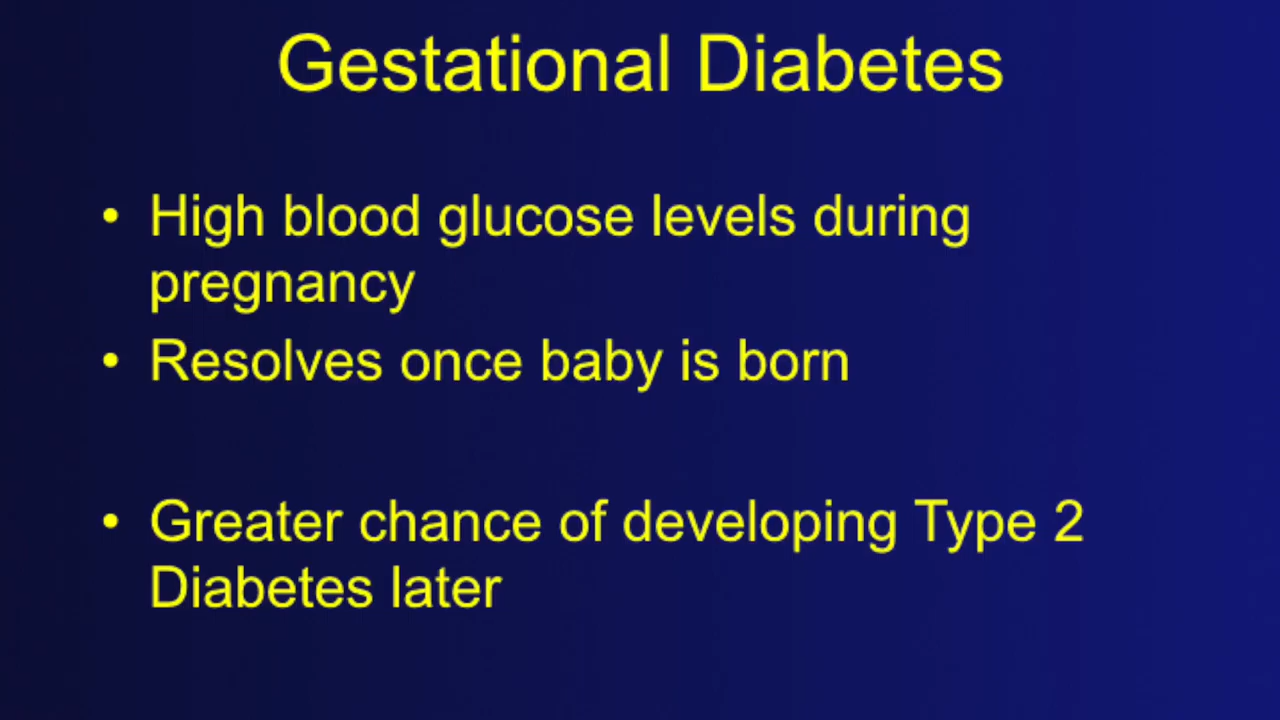 Gestational Diabetes
• High blood glucose levels during
pregnancy
• Resolves once baby is born
• Greater chance of developing Type 2
Diabetes later